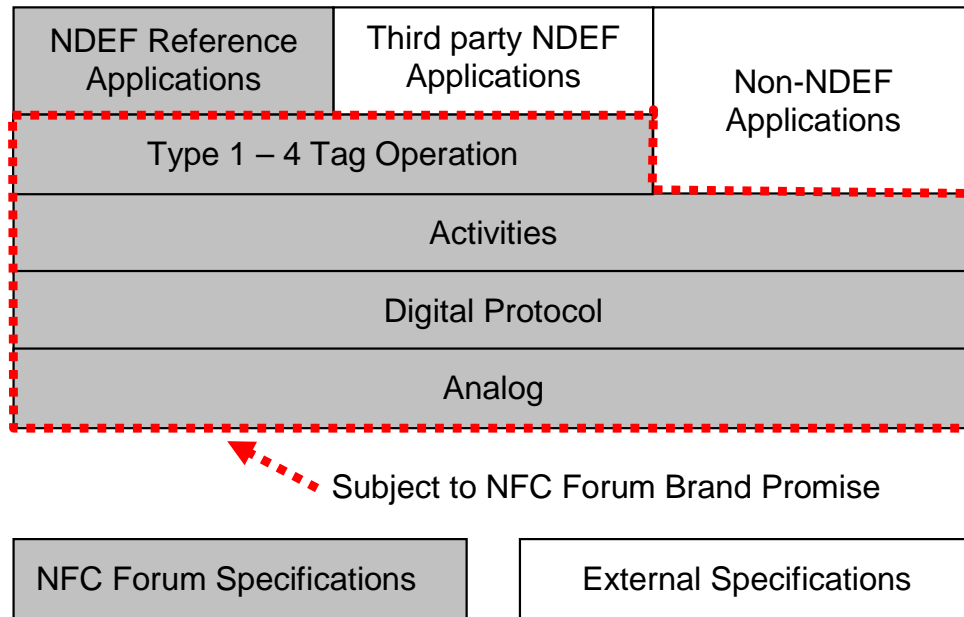 NDEF Reference
Applications
Third party NDEF
Applications
Non-NDEF
Applications
Type 1 – 4 Tag Operation
Activities
Digital Protocol
Analog
Subject to NFC Forum Brand Promise
NFC Forum Specifications
External Specifications